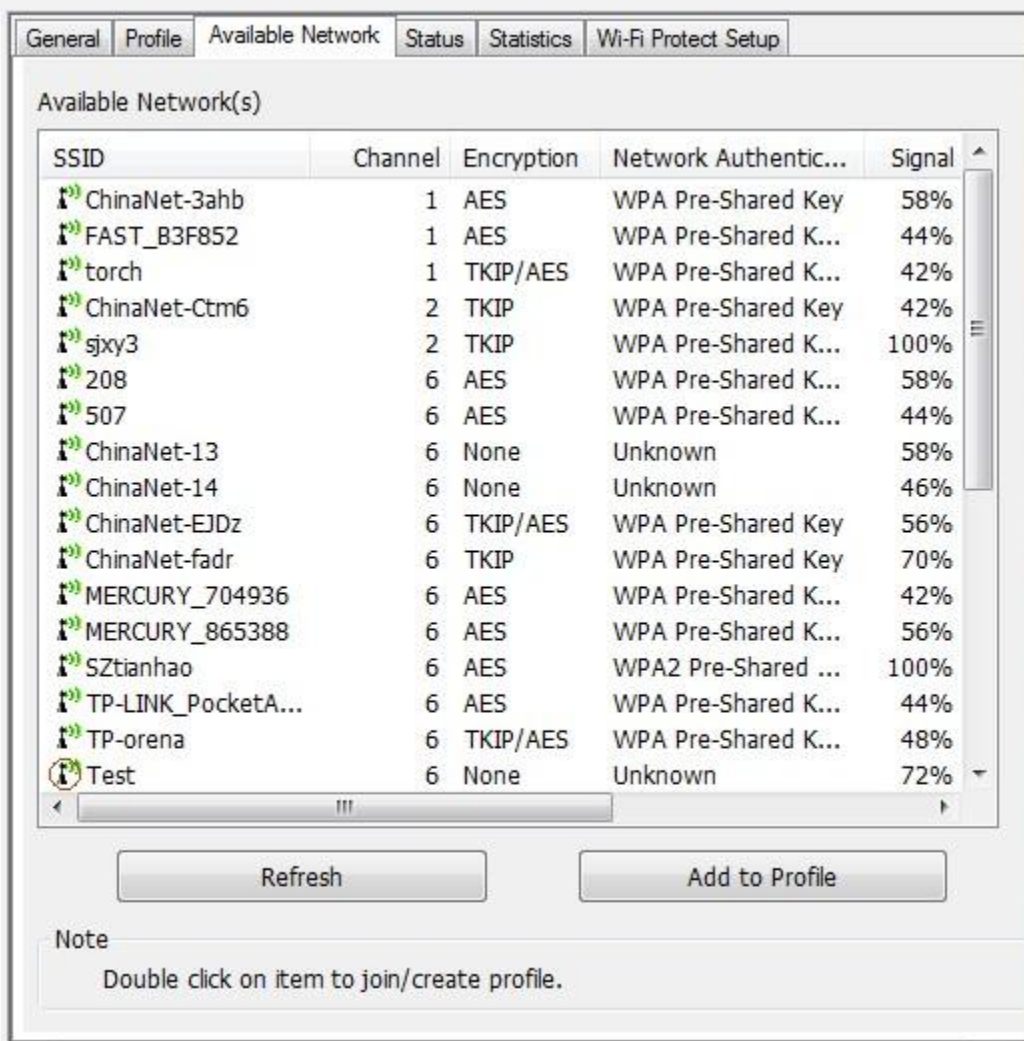 General Profile Available Network Status Statistics Wi-Fi Protect Setup
Available Network(s)
SSID Channel Encryption Network Authentic... Signal
ChinaNet-3ahb 1 AES WPA Pre-Shared Key 58%
FAST_B3F852 1 AES WPA Pre-Shared K... 44%
torch 1 TKIP/AES WPA Pre-Shared K... 42%
ChinaNet-Ctm6 2 TKIP WPA Pre-Shared Key 42%
sjxy3 2 TKIP WPA Pre-Shared K... 100%
208 6 AES WPA Pre-Shared K... 58%
507 6 AES WPA Pre-Shared K... 44%
ChinaNet-13 6 None Unknown 58%
ChinaNet-14 6 None Unknown 46%
ChinaNet-EJDz 6 TKIP/AES WPA Pre-Shared Key 56%
ChinaNet-fadr 6 TKIP WPA Pre-Shared Key 70%
MERCURY_704936 6 AES WPA Pre-Shared K... 42%
MERCURY_865388 6 AES WPA Pre-Shared K... 56%
SZtianhao 6 AES WPA2 Pre-Shared ... 100%
TP-LINK_PocketA... 6 AES WPA Pre-Shared K... 44%
TP-orena 6 TKIP/AES WPA Pre-Shared K... 48%
Test 6 None Unknown 72%
Refresh Add to Profile
Note
Double click on item to join/create profile.